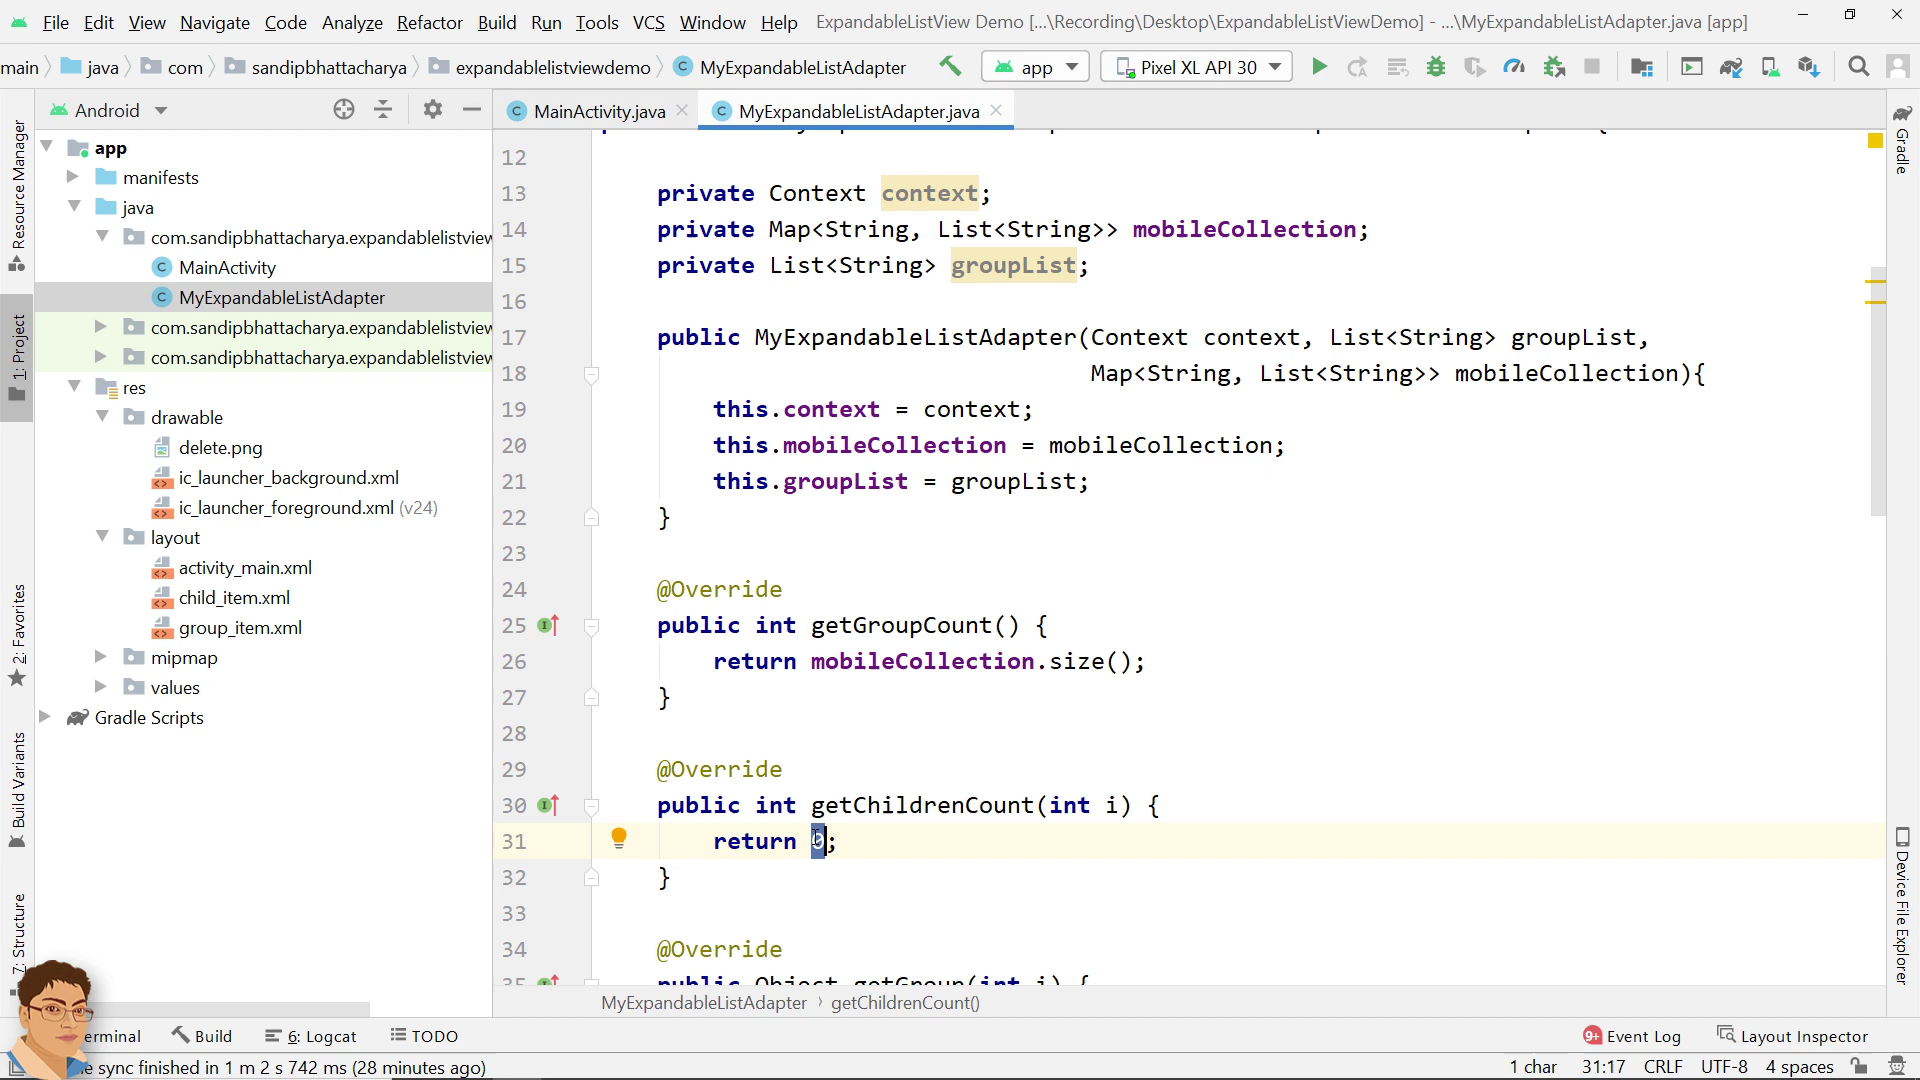 File Edit View Navigate Code Analyze Refactor Build Run Tools VCS Window Help ExpandableListView Demo [...\Recording\Desktop\ExpandableListViewDemo] - ...\MyExpandableListAdapter.java [app]
main java com sandipbhattacharya expandablelistviewdemo MyExpandableListAdapter app Pixel XL API 30
Android
MainActivity.java MyExpandableListAdapter.java
app
manifests
java
com.sandipbhattacharya.expandablelistview
MainActivity
MyExpandableListAdapter
com.sandipbhattacharya.expandablelistview
com.sandipbhattacharya.expandablelistview
res
drawable
delete.png
ic_launcher_background.xml
ic_launcher_foreground.xml (v24)
layout
activity_main.xml
child_item.xml
group_item.xml
mipmap
values
Gradle Scripts
Resource Manager
1: Project
2: Favorites
Build Variants
7: Structure
12
13 private Context context;
14 private Map<String, List<String>> mobileCollection;
15 private List<String> groupList;
16
17 public MyExpandableListAdapter(Context context, List<String> groupList,
18 Map<String, List<String>> mobileCollection){
19 this.context = context;
20 this.mobileCollection = mobileCollection;
21 this.groupList = groupList;
22 }
23
24 @Override
25 public int getGroupCount() {
26 return mobileCollection.size();
27 }
28
29 @Override
30 public int getChildrenCount(int i) {
31 return 0;
32 }
33
34 @Override
35 public Object getGroup(int i) {
Gradle
Device File Explorer
MyExpandableListAdapter getChildrenCount()
erminal Build 6: Logcat TODO 9+ Event Log Layout Inspector
sync finished in 1 m 2 s 742 ms (28 minutes ago) 1 char 31:17 CRLF UTF-8 4 spaces